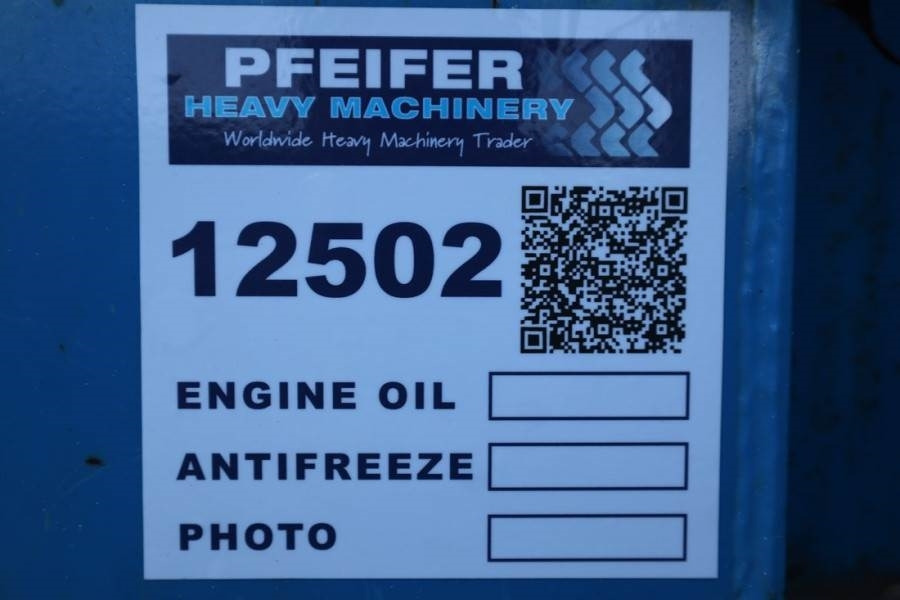 PFEIFER
HEAVY MACHINERY
Worldwide Heavy Machinery Trader
12502
ENGINE OIL
ANTIFREEZE
PHOTO